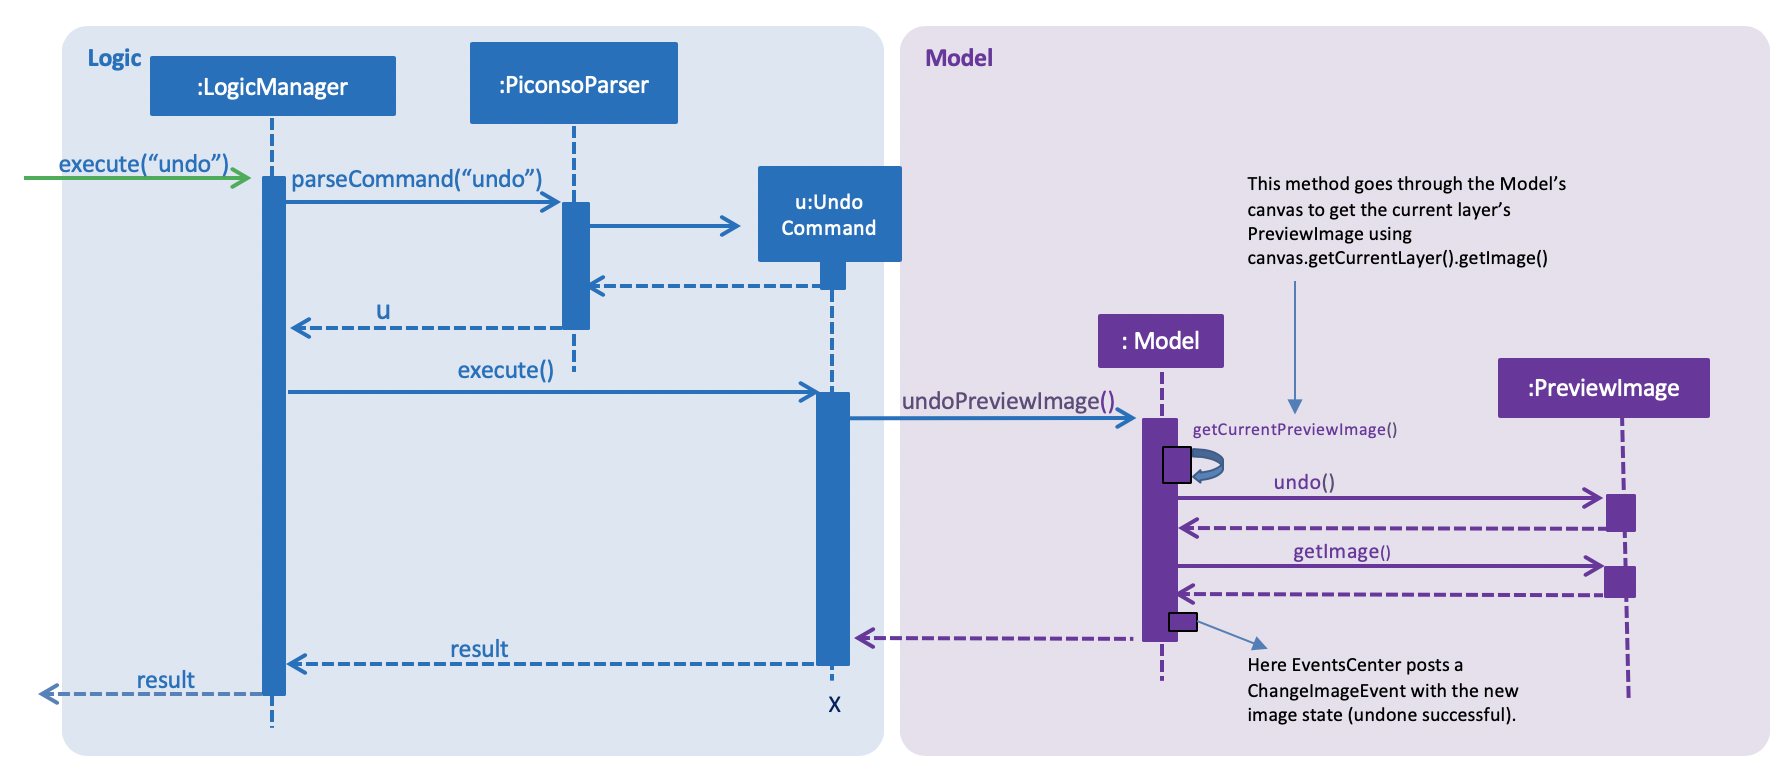 Logic
Model
:LogicManager
:PiconsoParser
execute(“undo”)
parseCommand(“undo”)
u:Undo
Command
This method goes through the Model’s
canvas to get the current layer’s
PreviewImage using
canvas.getCurrentLayer().getImage()
u
: Model
execute()
:PreviewImage
undoPreviewImage()
getCurrentPreviewImage()
undo()
getImage()
result
result
X
Here EventsCenter posts a
ChangeImageEvent with the new
image state (undone successful).